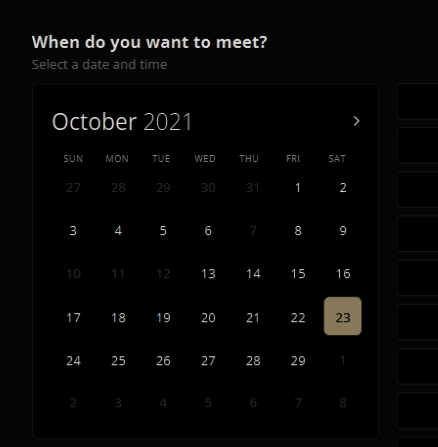 When do you want to meet?
Select a date and time
October 2021 >
SUN MON TUE WED THU FRI SAT
27 28 29 30 31 1 2
3 4 5 6 7 8 9
10 11 12 13 14 15 16
17 18 19 20 21 22 23
24 25 26 27 28 29 1
2 3 4 5 6 7 8